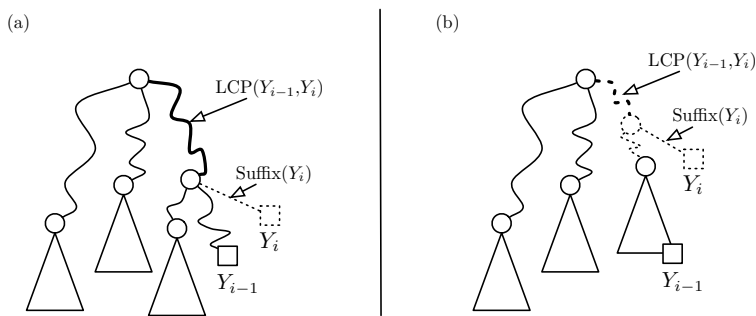 (a)
LCP(Y_{i−1},Y_i)
Suffix(Y_i)
Y_i
Y_{i−1}
(b)
LCP(Y_{i−1},Y_i)
Suffix(Y_i)
Y_i
Y_{i−1}